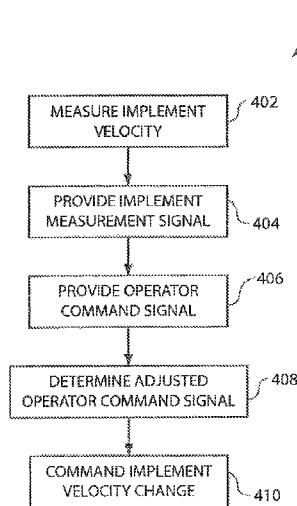 MEASURE IMPLEMENT
VELOCITY
402
PROVIDE IMPLEMENT
MEASUREMENT SIGNAL
404
PROVIDE OPERATOR
COMMAND SIGNAL
406
DETERMINE ADJUSTED
OPERATOR COMMAND SIGNAL
408
COMMAND IMPLEMENT
VELOCITY CHANGE
410